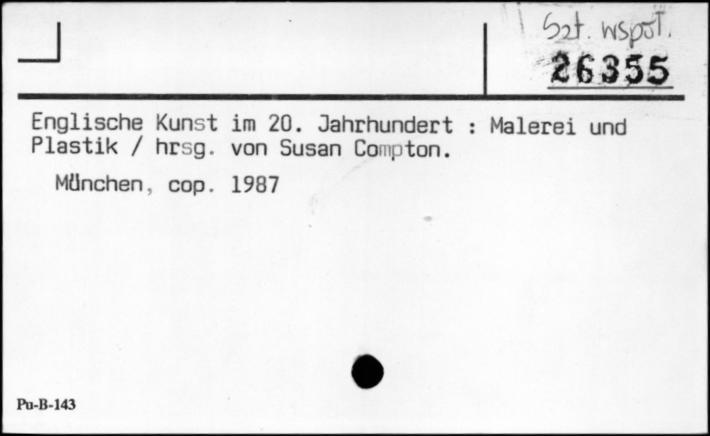 Szt. współ.
26355
Englische Kunst im 20. Jahrhundert : Malerei und
Plastik / hrsg. von Susan Compton.
München, cop. 1987
Pu-B-143